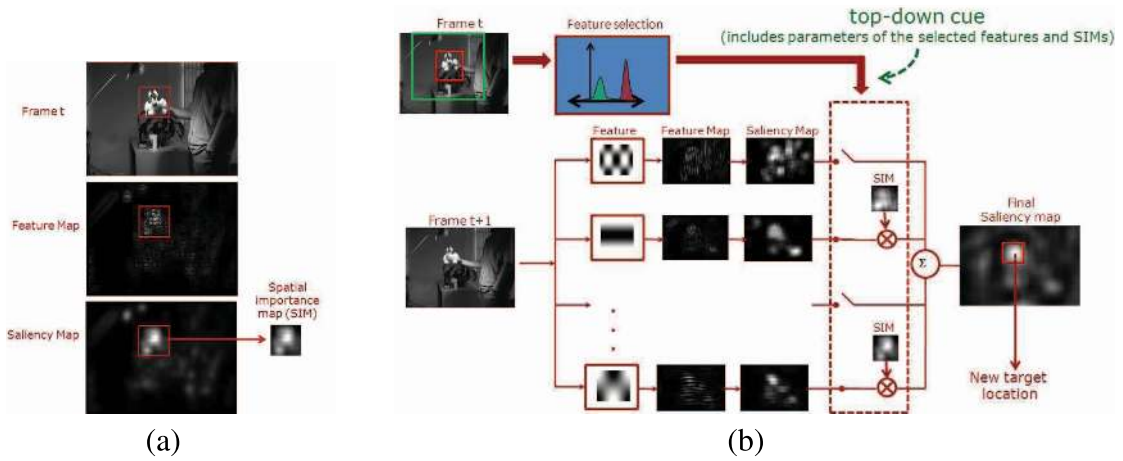 Frame t
Feature Map
Saliency Map
Spatial
importance
map (SIM)
(a)
Frame t
Feature selection
top-down cue
(includes parameters of the selected features and SIMs)
Feature
Feature Map
Saliency Map
SIM
Frame t+1
Final
Saliency map
Σ
SIM
New target
location
(b)